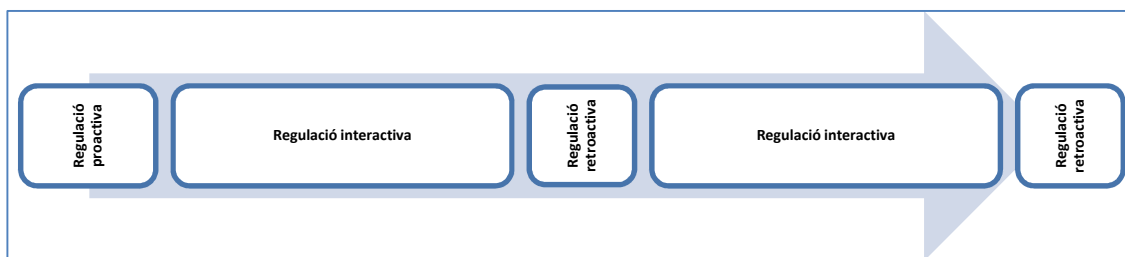 Regulació
proactiva
Regulació interactiva
Regulació
retroactiva
Regulació interactiva
Regulació
retroactiva